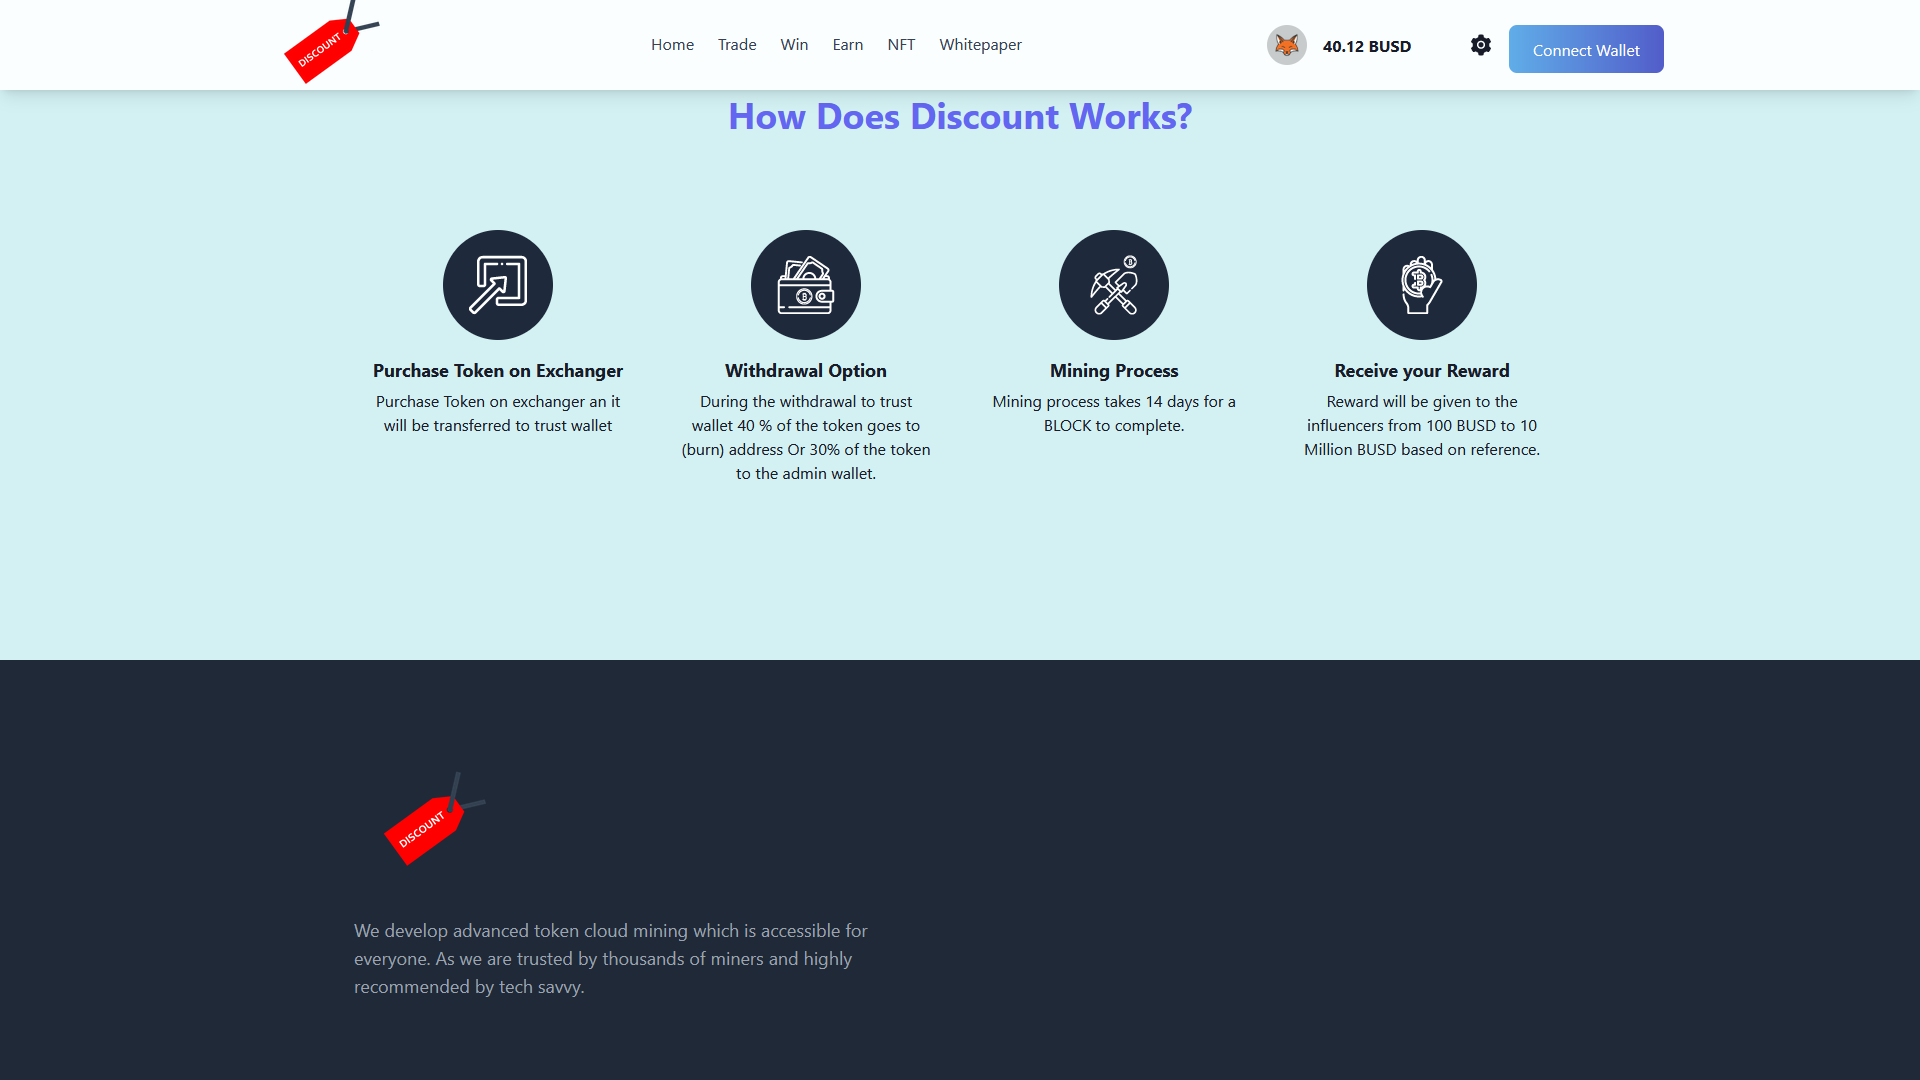 DISCOUNT
Home Trade Win Earn NFT Whitepaper
40.12 BUSD
Connect Wallet
How Does Discount Works?
Purchase Token on Exchanger
Purchase Token on exchanger an it
will be transferred to trust wallet
Withdrawal Option
During the withdrawal to trust
wallet 40 % of the token goes to
(burn) address Or 30% of the token
to the admin wallet.
Mining Process
Mining process takes 14 days for a
BLOCK to complete.
Receive your Reward
Reward will be given to the
influencers from 100 BUSD to 10
Million BUSD based on reference.
DISCOUNT
We develop advanced token cloud mining which is accessible for
everyone. As we are trusted by thousands of miners and highly
recommended by tech savvy.